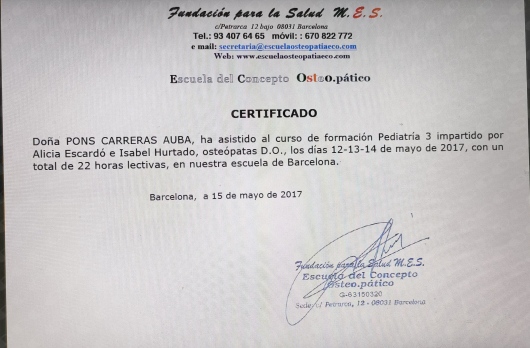 Fundación para la Salud M.E.S.
c/Petrarca 12 bajo 08031 Barcelona
Tel.: 93 407 64 65 móvil: : 670 822 772
e mail: secretaria@escuelaosteopatiaeco.com
Web: www.escuelaosteopatiaeco.com
Escuela del Concepto Osteo.pático
CERTIFICADO
Doña PONS CARRERAS AUBA, ha asistido al curso de formación Pediatría 3 impartido por
Alicia Escardó e Isabel Hurtado, osteópatas D.O., los días 12-13-14 de mayo de 2017, con un
total de 22 horas lectivas, en nuestra escuela de Barcelona.
Barcelona, a 15 de mayo de 2017
Fundación para la Salud M.E.S.
Escuela del Concepto
Osteo.pático
G-63150320
Sede: c/ Petrarca, 12 - 08031 Barcelona